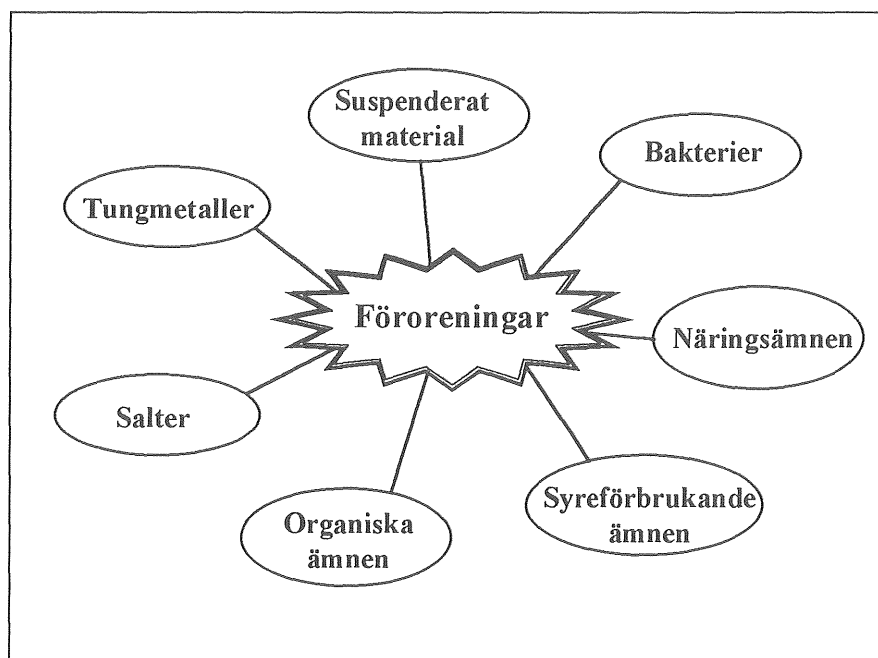 Suspenderat
material
Bakterier
Tungmetaller
Föroreningar
Näringsämnen
Salter
Syreförbrukande
ämnen
Organiska
ämnen